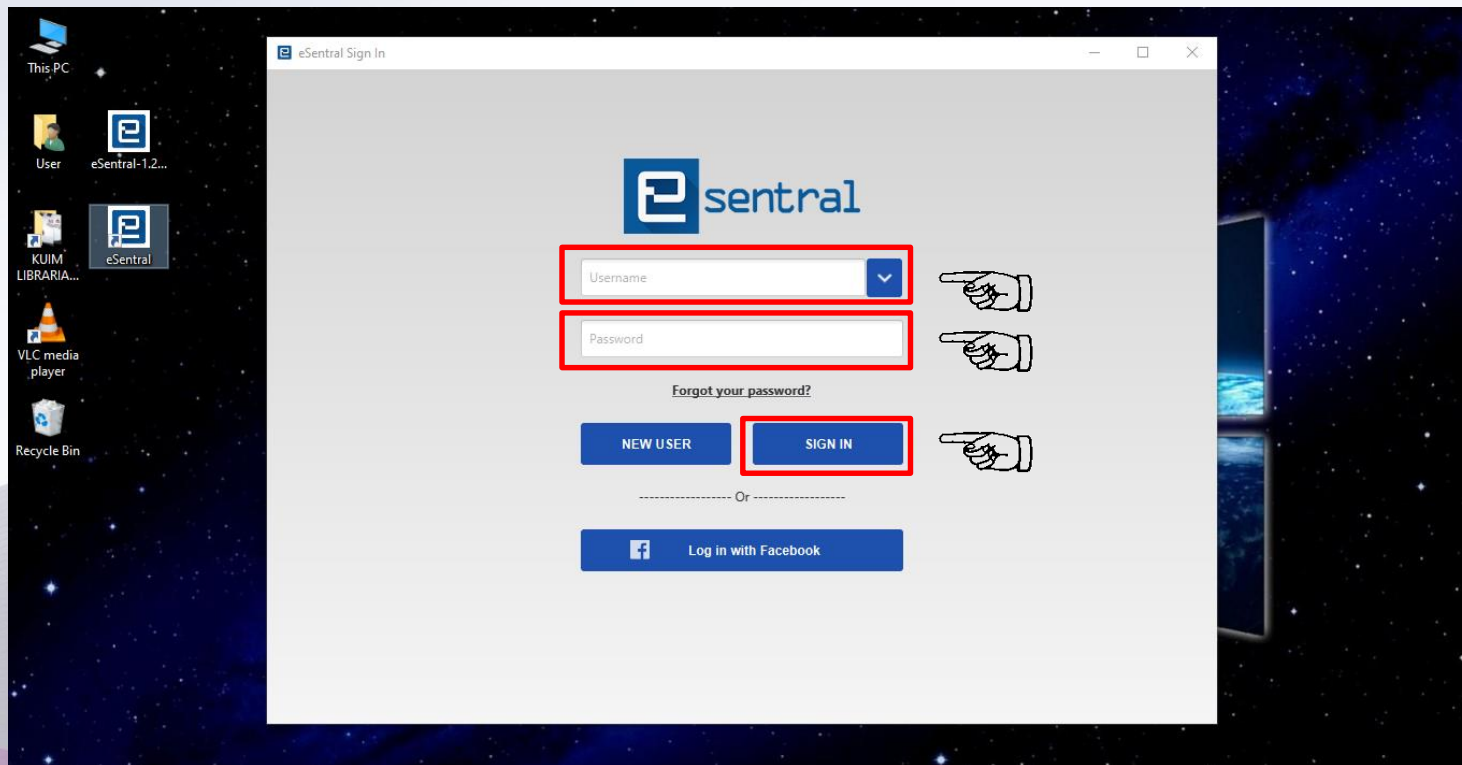 This PC
User
eSentral-1.2...
KUIM
LIBRARIA...
eSentral
VLC media
player
Recycle Bin
eSentral Sign In
e sentral
Username
Password
Forgot your password?
NEW USER
SIGN IN
------------------ Or ------------------
Log in with Facebook